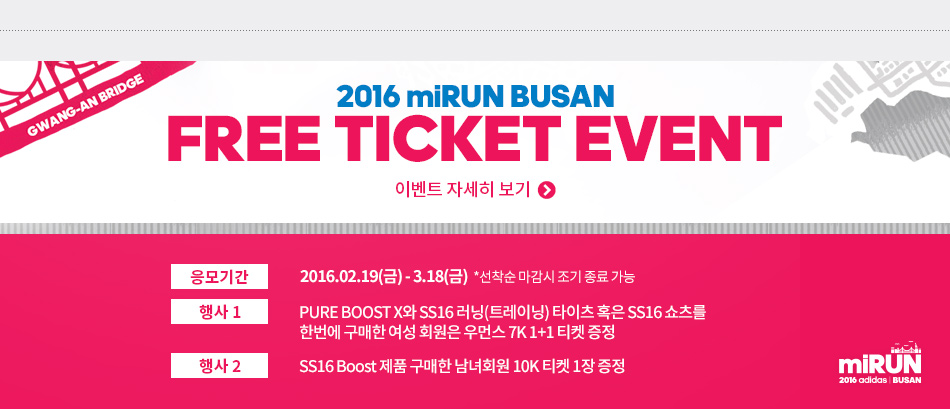 GWANG-AN BRIDGE
2016 miRUN BUSAN
FREE TICKET EVENT
이벤트 자세히 보기
응모기간
2016.02.19(금) - 3.18(금) *선착순 마감시 조기 종료 가능
행사 1
PURE BOOST X와 SS16 러닝(트레이닝) 타이츠 혹은 SS16 쇼츠를
한번에 구매한 여성 회원은 우먼스 7K 1+1 티켓 증정
행사 2
SS16 Boost 제품 구매한 남녀회원 10K 티켓 1장 증정
miRUN
2016 adidas | BUSAN